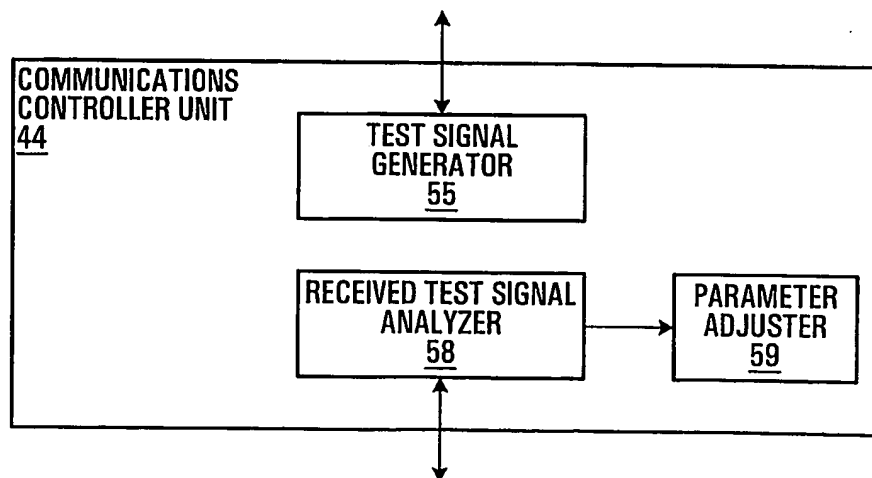 COMMUNICATIONS
CONTROLLER UNIT
44
TEST SIGNAL
GENERATOR
55
RECEIVED TEST SIGNAL
ANALYZER
58
PARAMETER
ADJUSTER
59